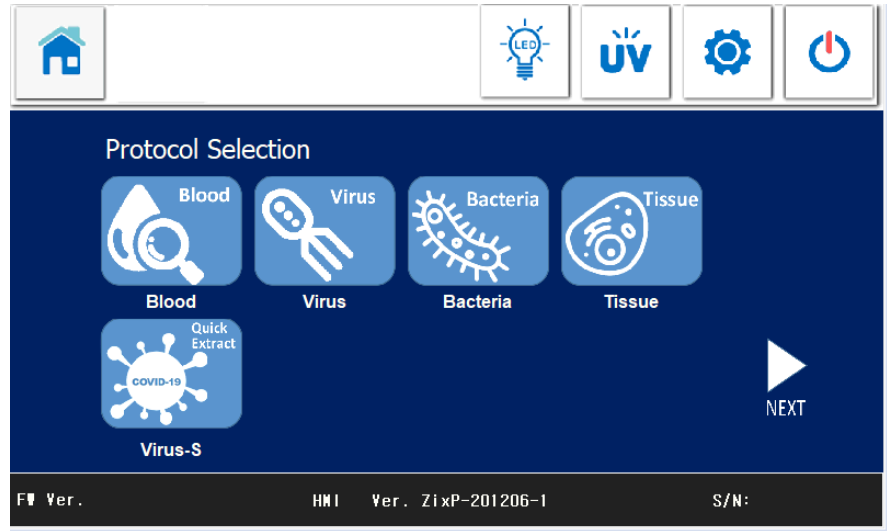 LED
UV
Protocol Selection
Blood
Virus
Bacteria
Tissue
Blood
Virus
Bacteria
Tissue
Quick
Extract
COVID-19
Virus-S
NEXT
FW Ver.
HMI Ver. ZixP-201206-1
S/N: